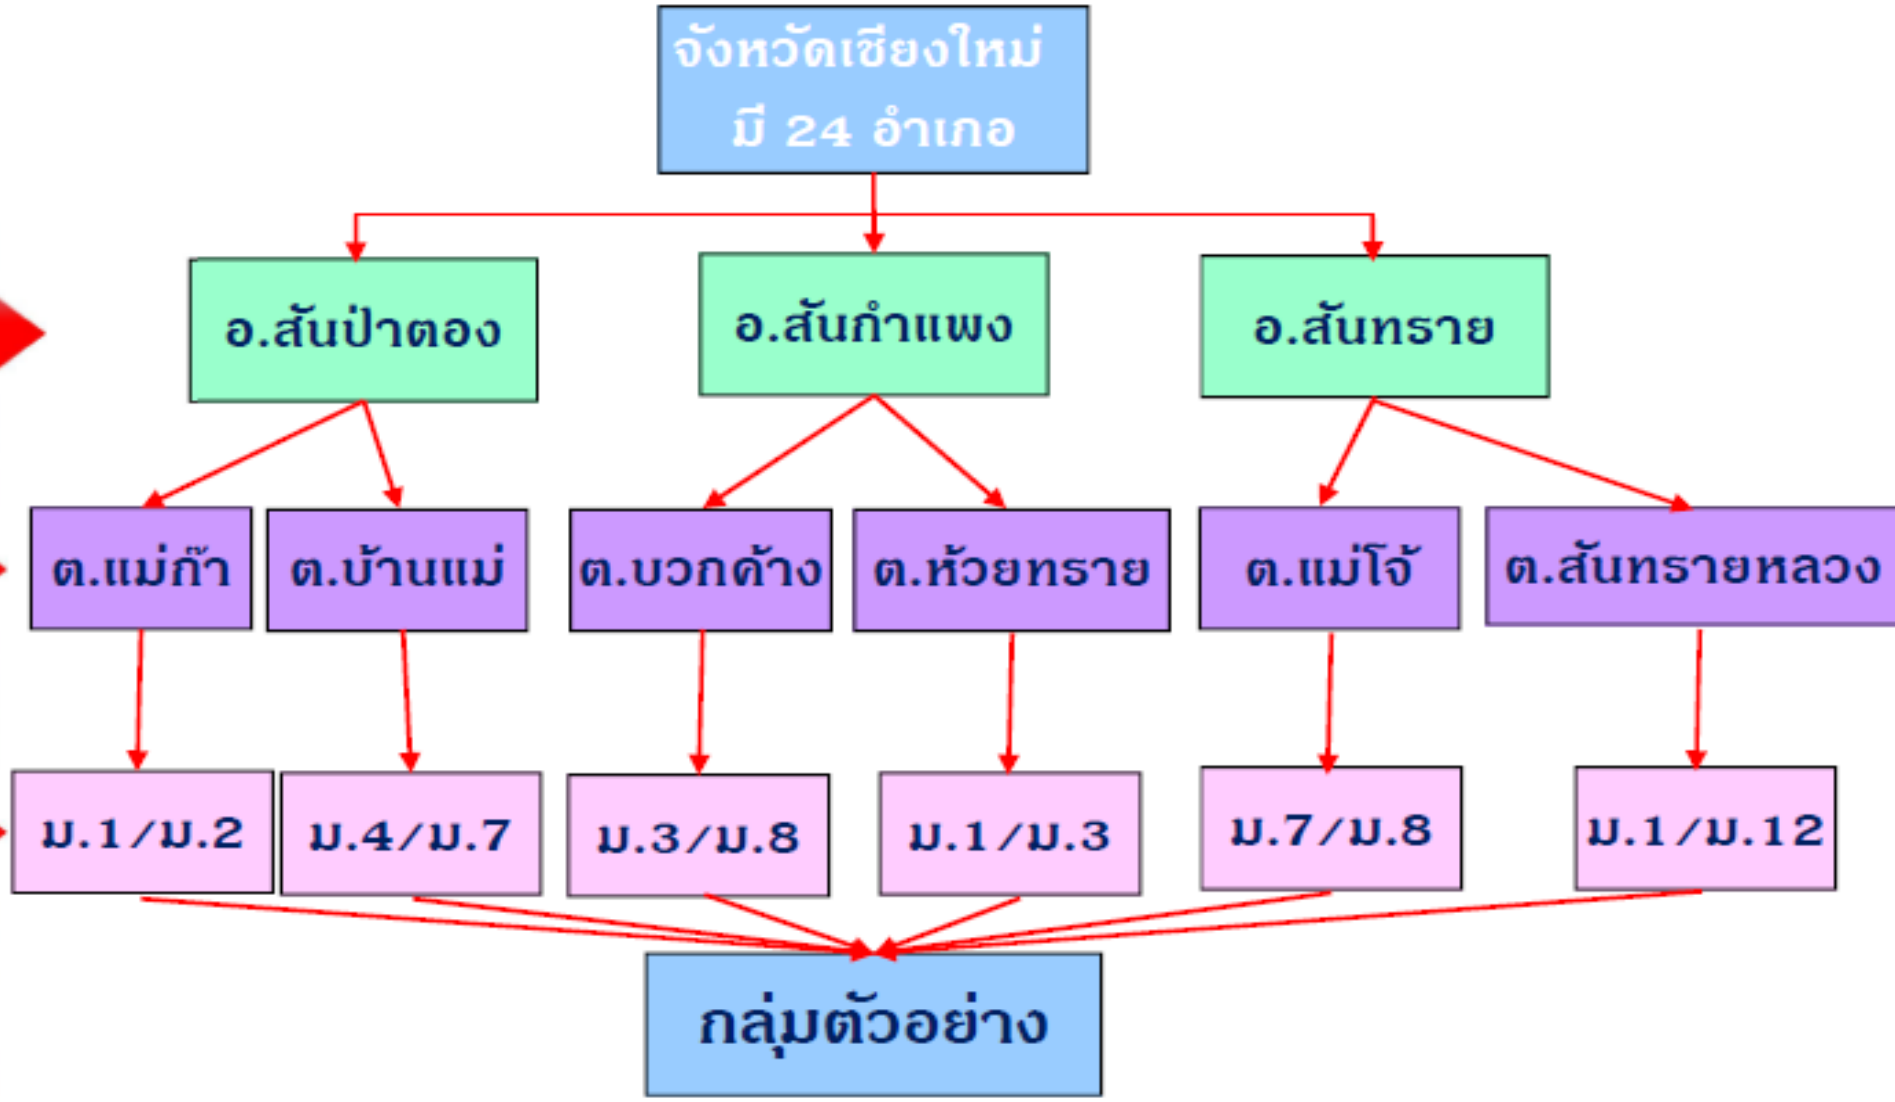 จังหวัดเชียงใหม่
มี 24 อำเภอ
อ.สันป่าตอง
อ.สันกำแพง
อ.สันทราย
ต.แม่ก๊า
ต.บ้านแม่
ต.บวกค้าง
ต.ห้วยทราย
ต.แม่โจ้
ต.สันทรายหลวง
ม.1/ม.2
ม.4/ม.7
ม.3/ม.8
ม.1/ม.3
ม.7/ม.8
ม.1/ม.12
กลุ่มตัวอย่าง